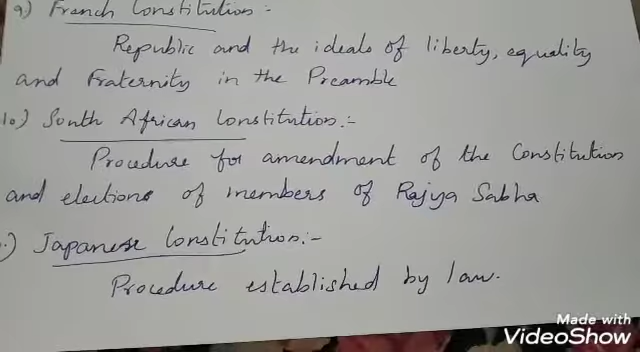 9) French Constitution :-
Republic and the ideals of liberty, equality
and Fraternity in the Preamble
10.) South African Constitution :-
Procedure for amendment of the Constitution
and elections of members of Rajya Sabha
.) Japanese Constitution :-
Procedure established by law.
Made with
VideoShow